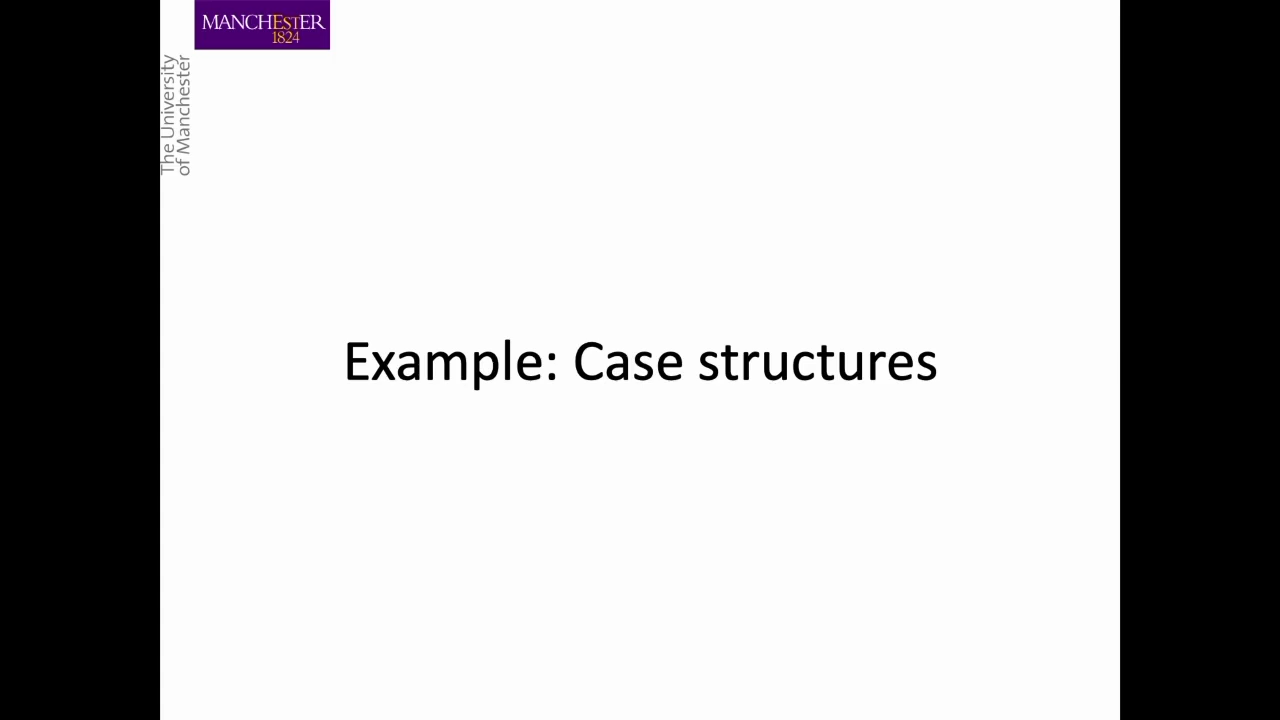 MANCHESTER
1824
The University
of Manchester
Example: Case structures